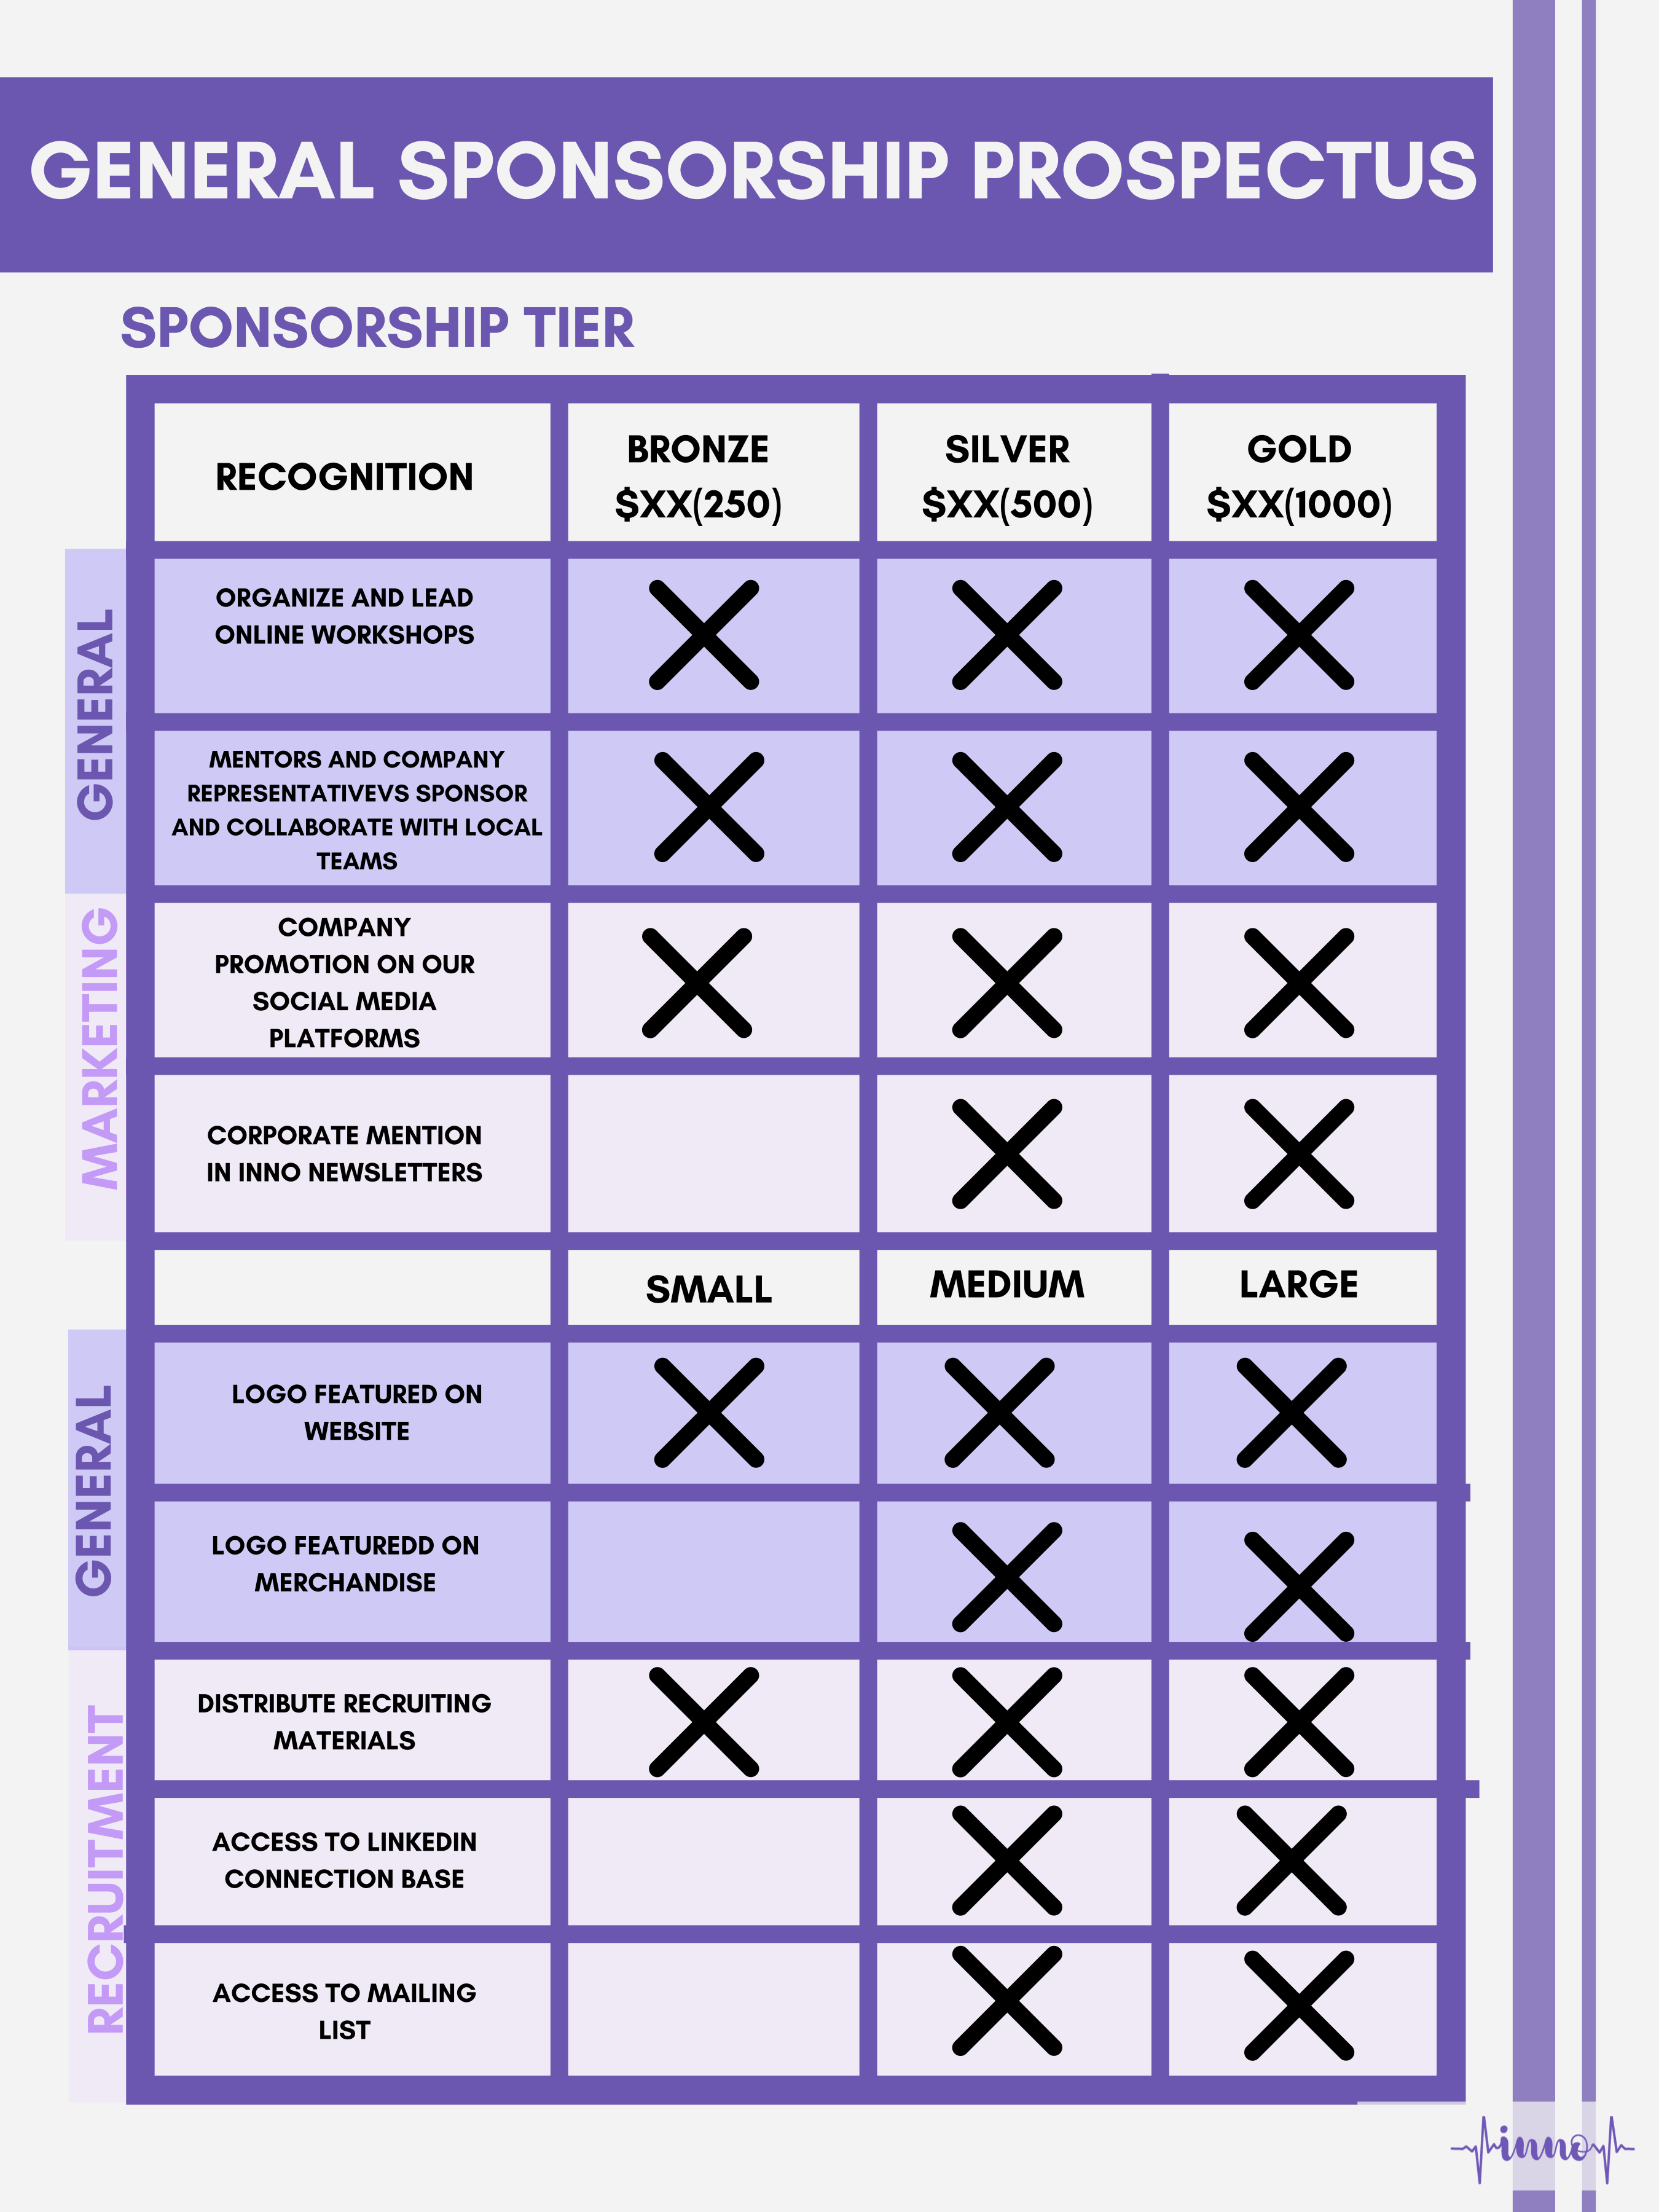 GENERAL SPONSORSHIP PROSPECTUS
SPONSORSHIP TIER
RECOGNITION
BRONZE
$XX(250)
SILVER
$XX(500)
GOLD
$XX(1000)
GENERAL
ORGANIZE AND LEAD
ONLINE WORKSHOPS
MENTORS AND COMPANY
REPRESENTATIVEVS SPONSOR
AND COLLABORATE WITH LOCAL
TEAMS
MARKETING
COMPANY
PROMOTION ON OUR
SOCIAL MEDIA
PLATFORMS
CORPORATE MENTION
IN INNO NEWSLETTERS
SMALL
MEDIUM
LARGE
GENERAL
LOGO FEATURED ON
WEBSITE
LOGO FEATUREDD ON
MERCHANDISE
RECRUITMENT
DISTRIBUTE RECRUITING
MATERIALS
ACCESS TO LINKEDIN
CONNECTION BASE
ACCESS TO MAILING
LIST
inno